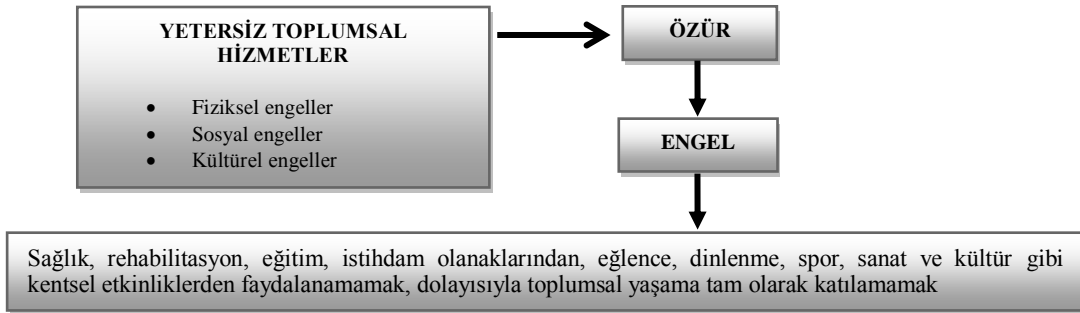 YETERSİZ TOPLUMSAL
HİZMETLER
• Fiziksel engeller
• Sosyal engeller
• Kültürel engeller
ÖZÜR
ENGEL
Sağlık, rehabilitasyon, eğitim, istihdam olanaklarından, eğlence, dinlenme, spor, sanat ve kültür gibi
kentsel etkinliklerden faydalanamamak, dolayısıyla toplumsal yaşama tam olarak katılamamak